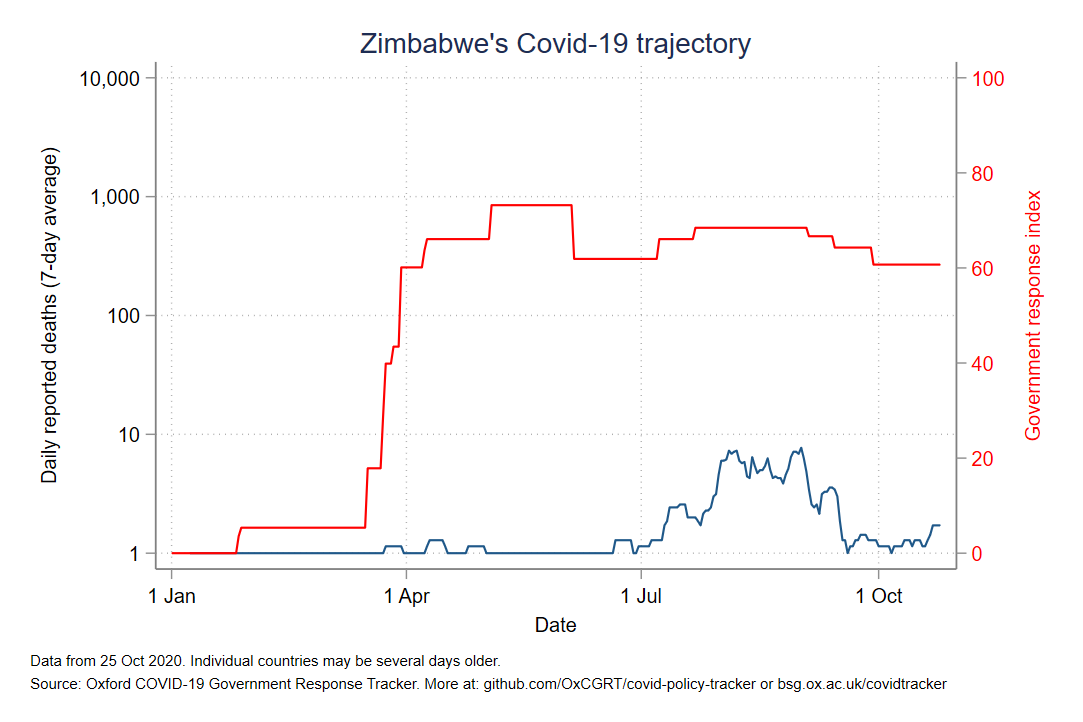 Zimbabwe's Covid-19 trajectory
Daily reported deaths (7-day average)
10,000
1,000
100
10
1
100
80
60
40
20
0
Government response index
1 Jan
1 Apr
1 Jul
1 Oct
Date
Data from 25 Oct 2020. Individual countries may be several days older.
Source: Oxford COVID-19 Government Response Tracker. More at: github.com/OxCGRT/covid-policy-tracker or bsg.ox.ac.uk/covidtracker